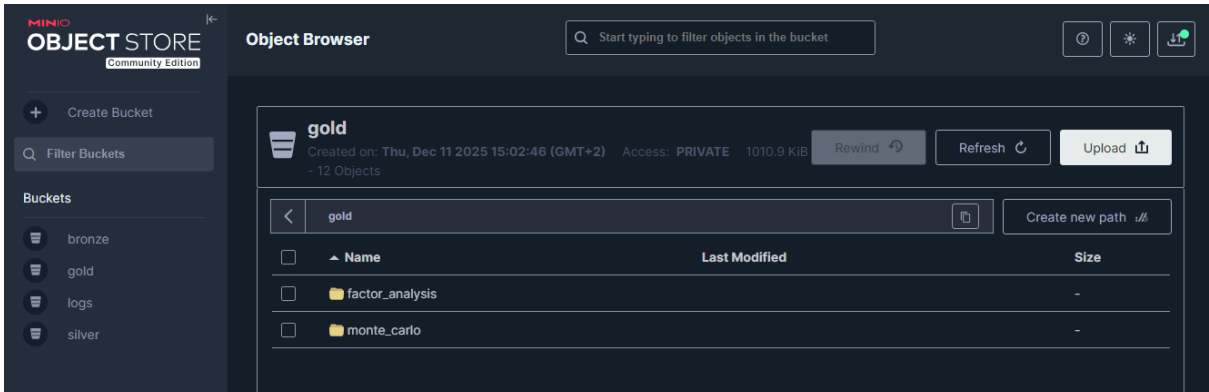 MINIO
OBJECT STORE
Community Edition
Create Bucket
Filter Buckets
Buckets
bronze
gold
logs
silver
Object Browser
Start typing to filter objects in the bucket
gold
Created on: Thu, Dec 11 2025 15:02:46 (GMT+2) Access: PRIVATE 1010.9 KiB
- 12 Objects
Rewind
Refresh
Upload
gold
Create new path
Name Last Modified Size
factor_analysis -
monte_carlo -